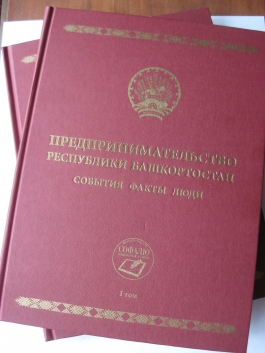 ПРЕДПРИНИМАТЕЛЬСТВО
РЕСПУБЛИКИ БАШКОРТОСТАН
СОБЫТИЯ ФАКТЫ ЛЮДИ
I том